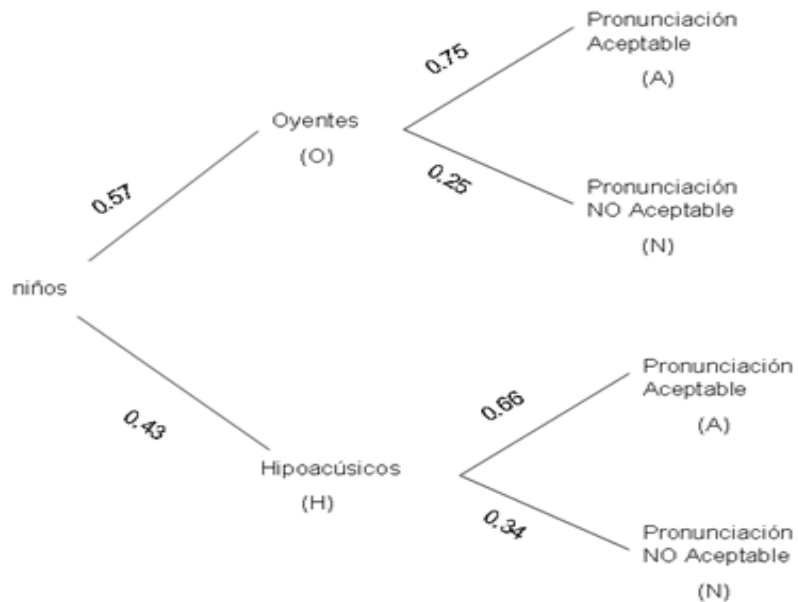 Pronunciación
Aceptable
(A)
0.75
Oyentes
(O)
0.25
Pronunciación
NO Aceptable
(N)
0.57
niños
0.43
Pronunciación
Aceptable
(A)
0.66
Hipoacúsicos
(H)
0.34
Pronunciación
NO Aceptable
(N)